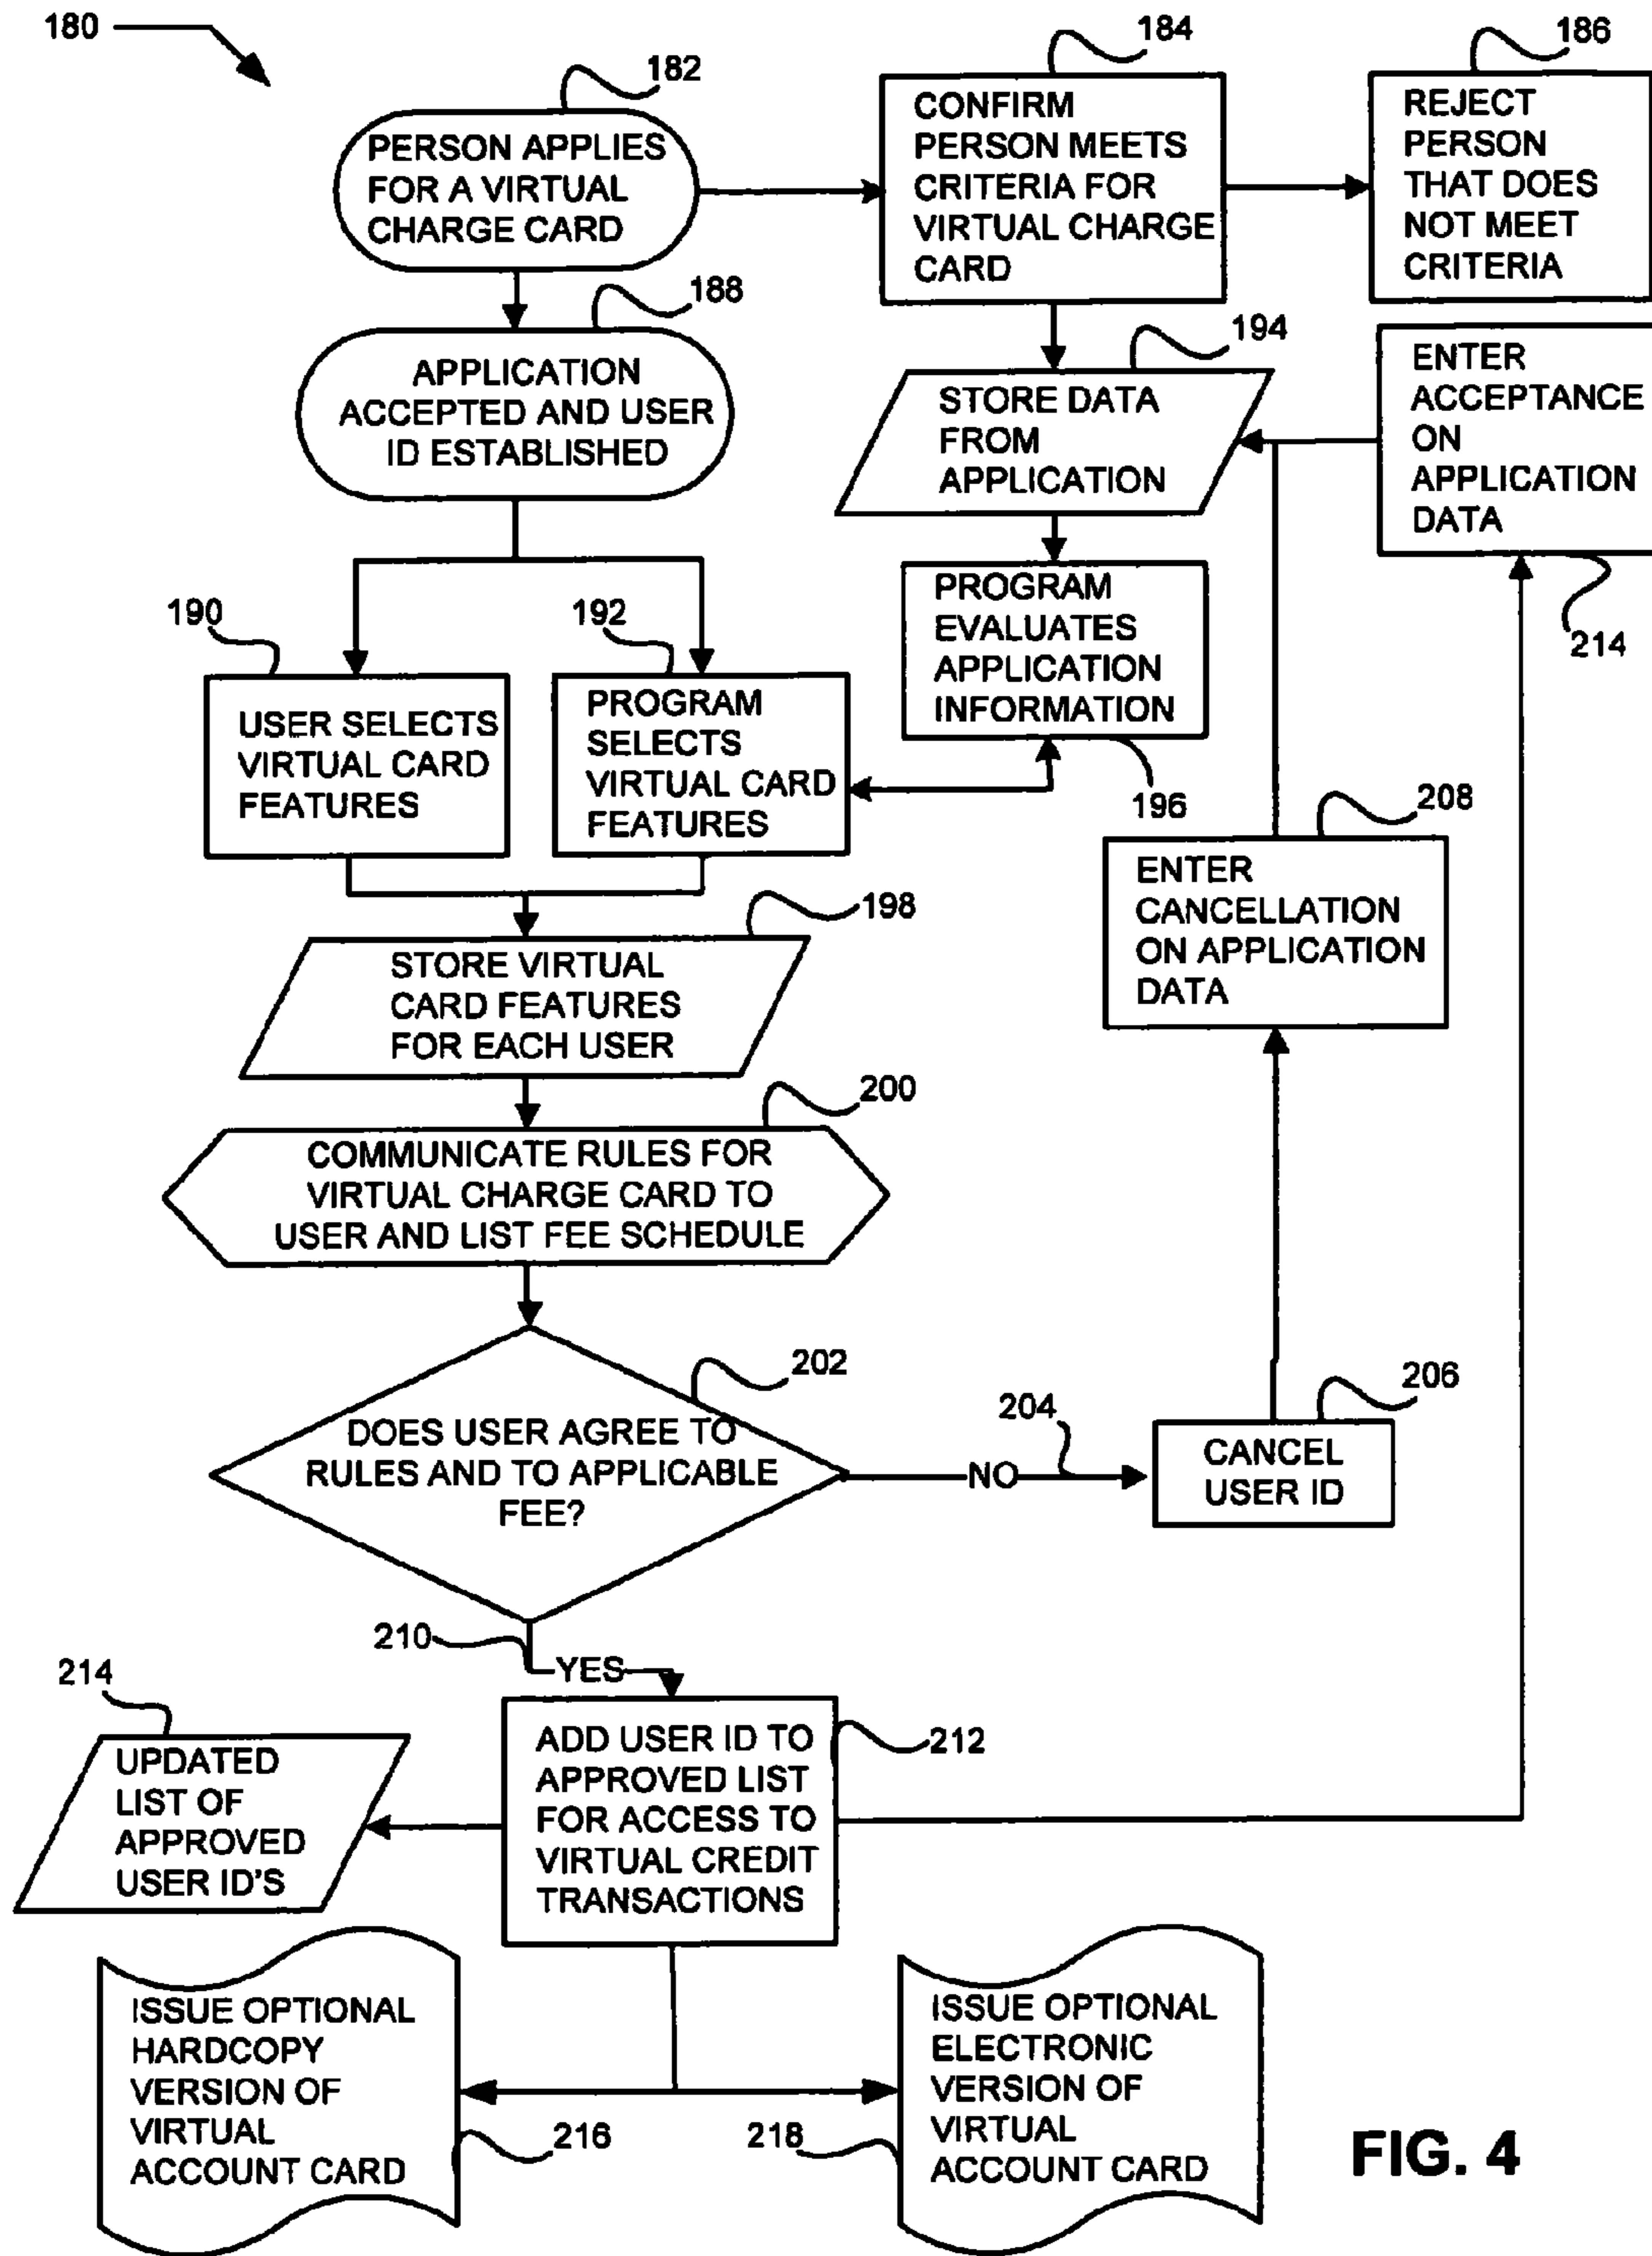 180
182
PERSON APPLIES
FOR A VIRTUAL
CHARGE CARD
184
CONFIRM
PERSON MEETS
CRITERIA FOR
VIRTUAL CHARGE
CARD
186
REJECT
PERSON
THAT DOES
NOT MEET
CRITERIA
188
APPLICATION
ACCEPTED AND USER
ID ESTABLISHED
194
STORE DATA
FROM
APPLICATION
ENTER
ACCEPTANCE
ON
APPLICATION
DATA
214
190
USER SELECTS
VIRTUAL CARD
FEATURES
192
PROGRAM
SELECTS
VIRTUAL CARD
FEATURES
PROGRAM
EVALUATES
APPLICATION
INFORMATION
196
208
ENTER
CANCELLATION
ON APPLICATION
DATA
198
STORE VIRTUAL
CARD FEATURES
FOR EACH USER
200
COMMUNICATE RULES FOR
VIRTUAL CHARGE CARD TO
USER AND LIST FEE SCHEDULE
202
DOES USER AGREE TO
RULES AND TO APPLICABLE
FEE?
204
NO
206
CANCEL
USER ID
210
YES
214
UPDATED
LIST OF
APPROVED
USER ID'S
ADD USER ID TO
APPROVED LIST
FOR ACCESS TO
VIRTUAL CREDIT
TRANSACTIONS
212
ISSUE OPTIONAL
HARDCOPY
VERSION OF
VIRTUAL
ACCOUNT CARD
216
218
ISSUE OPTIONAL
ELECTRONIC
VERSION OF
VIRTUAL
ACCOUNT CARD
FIG. 4